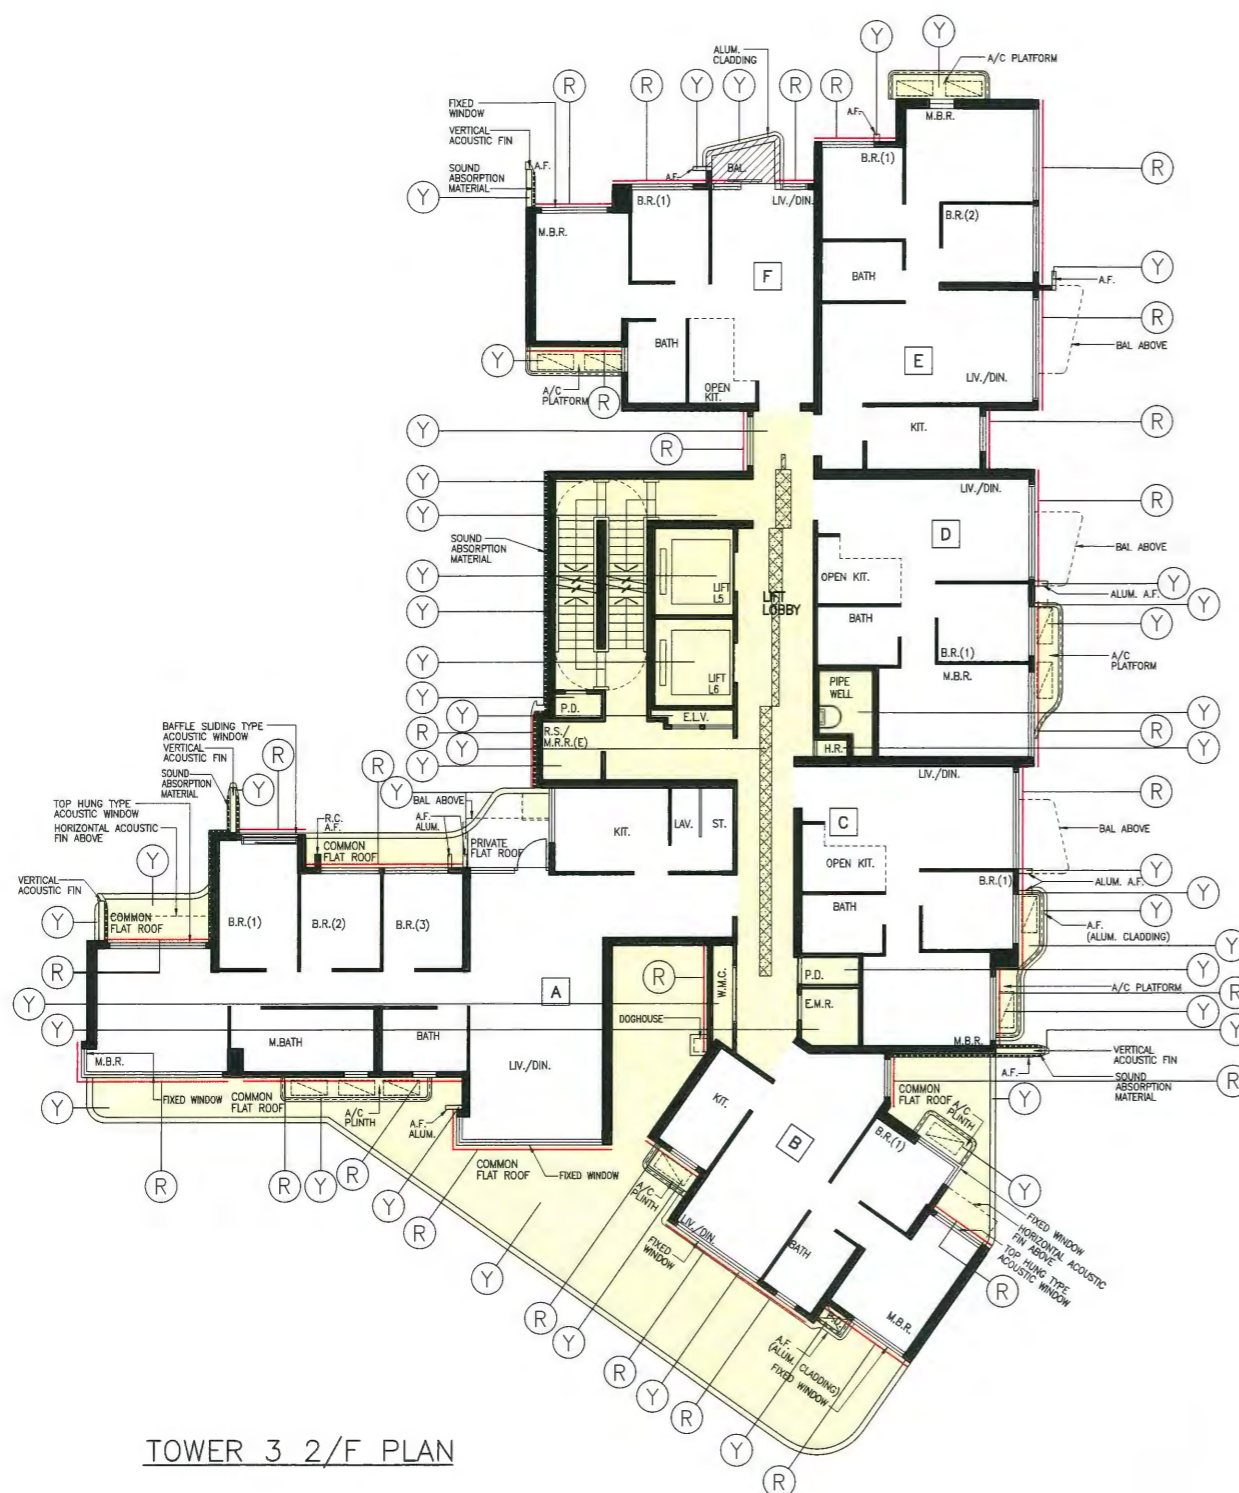 Y
Y
ALUM.
CLADDING
A/C PLATFORM
R
R
Y
Y
R
R
FIXED
WINDOW
VERTICAL
ACOUSTIC FIN
SOUND
ABSORPTION
MATERIAL
A.F.
A.F.
A.F.
M.B.R.
R
R
B.R.(1)
BAL.
Y
R
B.R.(1)
LIV./DIN.
B.R.(2)
M.B.R.
F
BATH
Y
A.F.
R
BATH
E
BAL ABOVE
Y
LIV./DIN.
A/C
PLATFORM
R
OPEN
KIT.
Y
KIT.
R
R
Y
LIV./DIN.
R
Y
D
SOUND
ABSORPTION
MATERIAL
BAL ABOVE
Y
LIFT
L5
LIFT
LOBBY
OPEN KIT.
Y
ALUM. A.F.
Y
Y
BATH
Y
B.R.(1)
Y
LIFT
L6
M.B.R.
A/C
PLATFORM
PIPE
WELL
Y
P.D.
Y
E.L.V.
Y
BAFFLE SLIDING TYPE
ACOUSTIC WINDOW
VERTICAL
ACOUSTIC FIN
R
R.S./
M.R.R.(E)
Y
H.R.
R
Y
Y
SOUND
ABSORPTION
MATERIAL
R
R
Y
LIV./DIN.
Y
BAL ABOVE
R
TOP HUNG TYPE
ACOUSTIC WINDOW
HORIZONTAL ACOUSTIC
FIN ABOVE
R.C.
A.F.
A.F.
ALUM.
COMMON
FLAT ROOF
PRIVATE
FLAT ROOF
KIT.
LAV.
ST.
C
BAL ABOVE
Y
OPEN KIT.
VERTICAL
ACOUSTIC FIN
B.R.(1)
Y
ALUM. A.F.
Y
Y
COMMON
FLAT ROOF
B.R.(1)
B.R.(2)
B.R.(3)
BATH
Y
A.F.
(ALUM. CLADDING)
Y
R
R
P.D.
Y
A
W.M.C.
A/C PLATFORM
R
Y
E.M.R.
Y
Y
DOGHOUSE
Y
M.BATH
BATH
M.B.R.
VERTICAL
ACOUSTIC FIN
M.B.R.
LIV./DIN.
A.F.
SOUND
ABSORPTION
MATERIAL
R
FIXED WINDOW
COMMON
FLAT ROOF
A/C
PLINTH
KIT.
COMMON
FLAT ROOF
Y
Y
A/C
PLINTH
A.F.
ALUM.
B
B.R.(1)
COMMON
FLAT ROOF
FIXED WINDOW
A/C
PLINTH
R
R
Y
R
Y
Y
R
LIV./DIN.
FIXED
WINDOW
BATH
FIXED WINDOW
HORIZONTAL ACOUSTIC
FIN ABOVE
TOP HUNG TYPE
ACOUSTIC WINDOW
Y
R
M.B.R.
R
Y
P.D.
A.F.
(ALUM. CLADDING)
FIXED WINDOW
R
Y
R
Y
R
TOWER 3 2/F PLAN